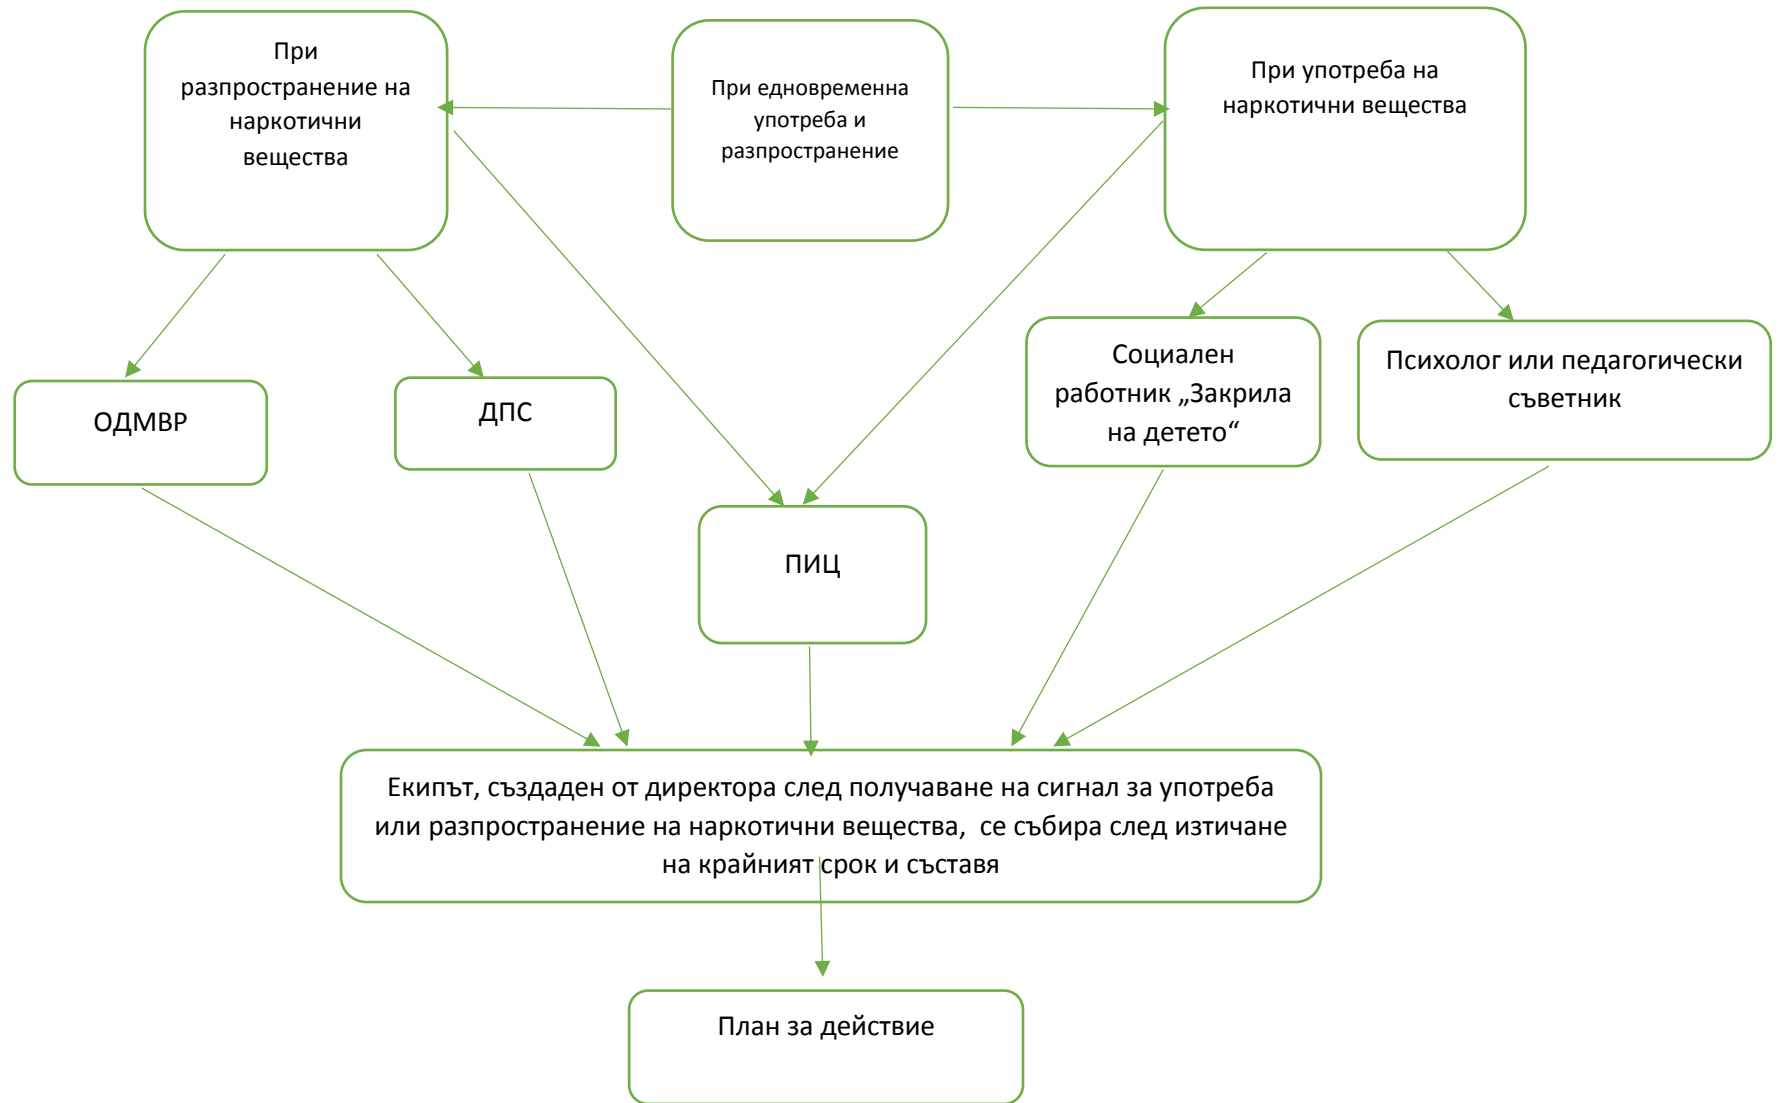 При
разпространение на
наркотични
вещества
При едновременна
употреба и
разпространение
При употреба на
наркотични вещества
ОДМВР
ДПС
Социален
работник „Закрила
на детето“
Психолог или педагогически
съветник
ПИЦ
Екипът, създаден от директора след получаване на сигнал за употреба
или разпространение на наркотични вещества,  се събира след изтичане
на крайният срок и съставя
План за действие